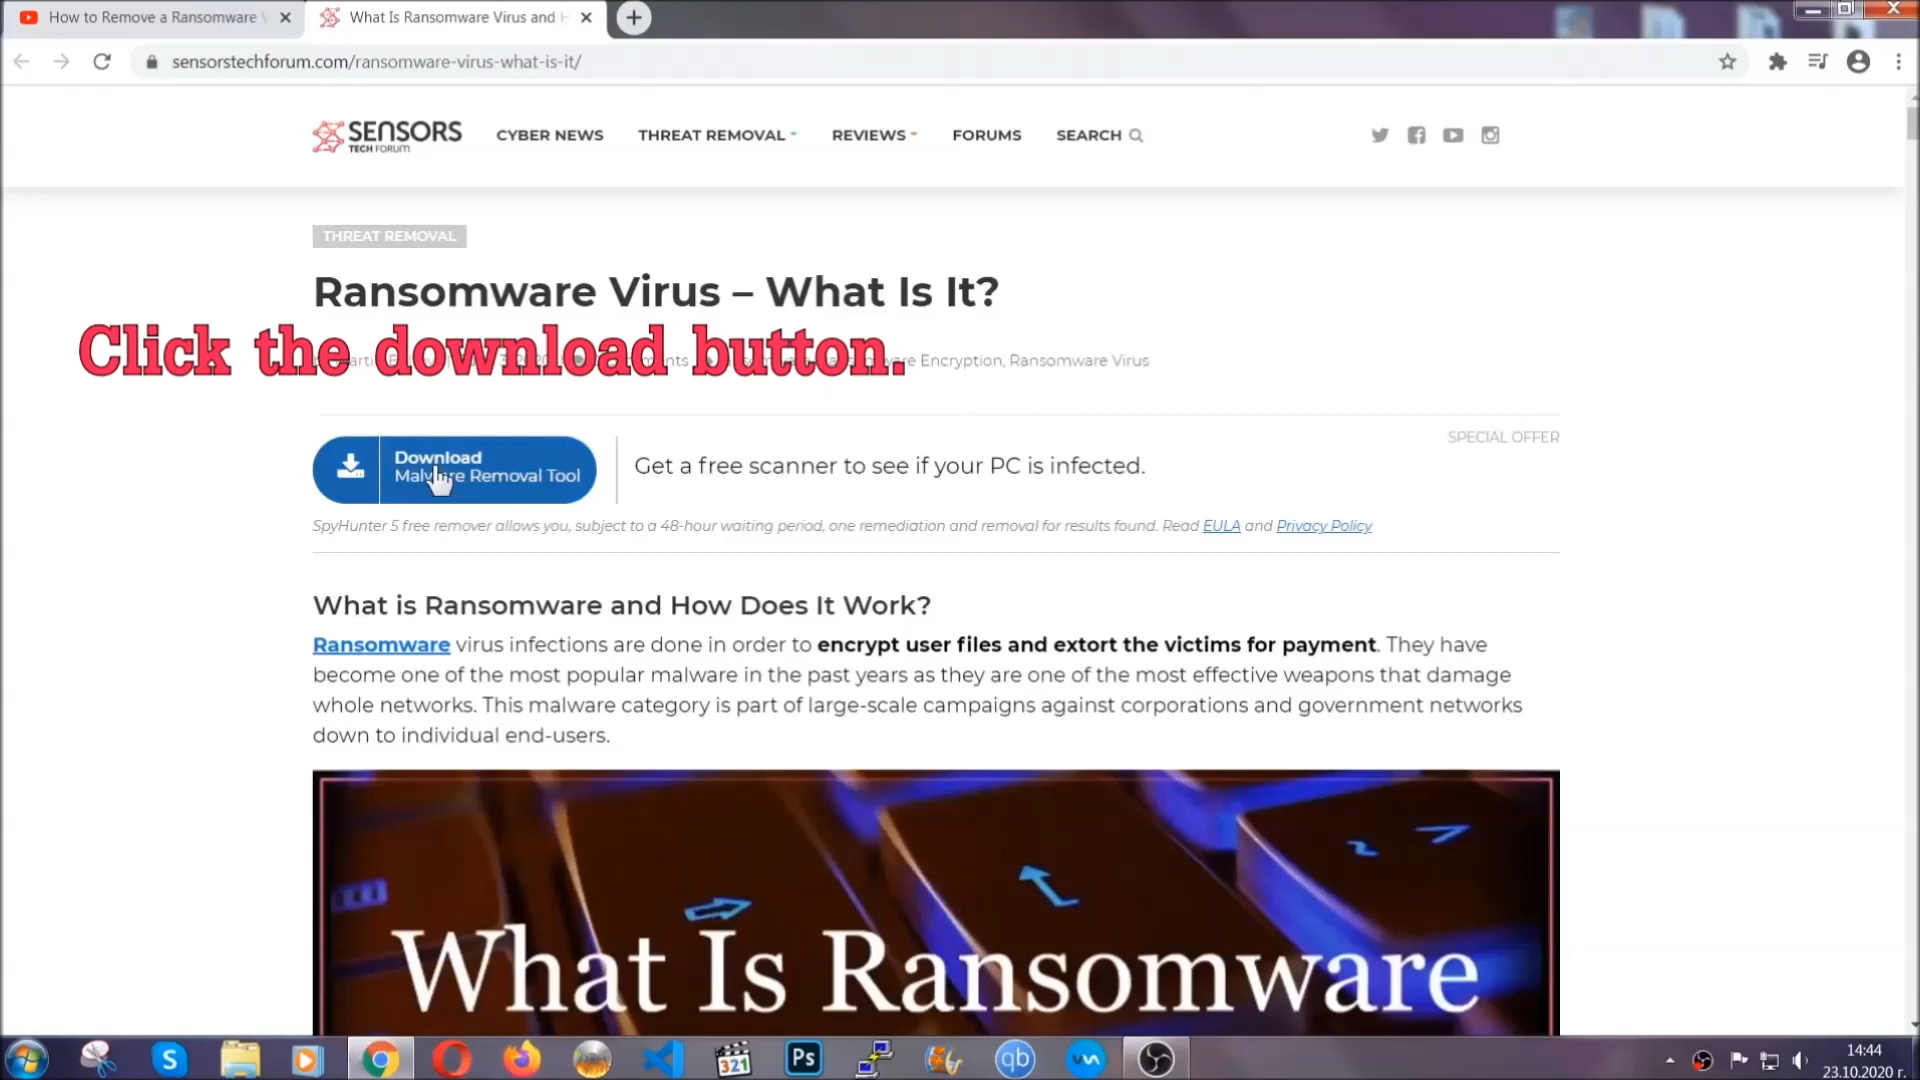 How to Remove a Ransomware V
What Is Ransomware Virus and H
sensorstechforum.com/ransomware-virus-what-is-it/
SENSORS
TECH FORUM
CYBER NEWS
THREAT REMOVAL
REVIEWS
FORUMS
SEARCH
THREAT REMOVAL
Ransomware Virus – What Is It?
Click the download button.
Encryption, Ransomware Virus
SPECIAL OFFER
Download
Malware Removal Tool
Get a free scanner to see if your PC is infected.
SpyHunter 5 free remover allows you, subject to a 48-hour waiting period, one remediation and removal for results found. Read EULA and Privacy Policy
What is Ransomware and How Does It Work?
Ransomware virus infections are done in order to encrypt user files and extort the victims for payment. They have
become one of the most popular malware in the past years as they are one of the most effective weapons that damage
whole networks. This malware category is part of large-scale campaigns against corporations and government networks
down to individual end-users.
What Is Ransomware
S
321
Ps
qb
14:44
23.10.2020 г.